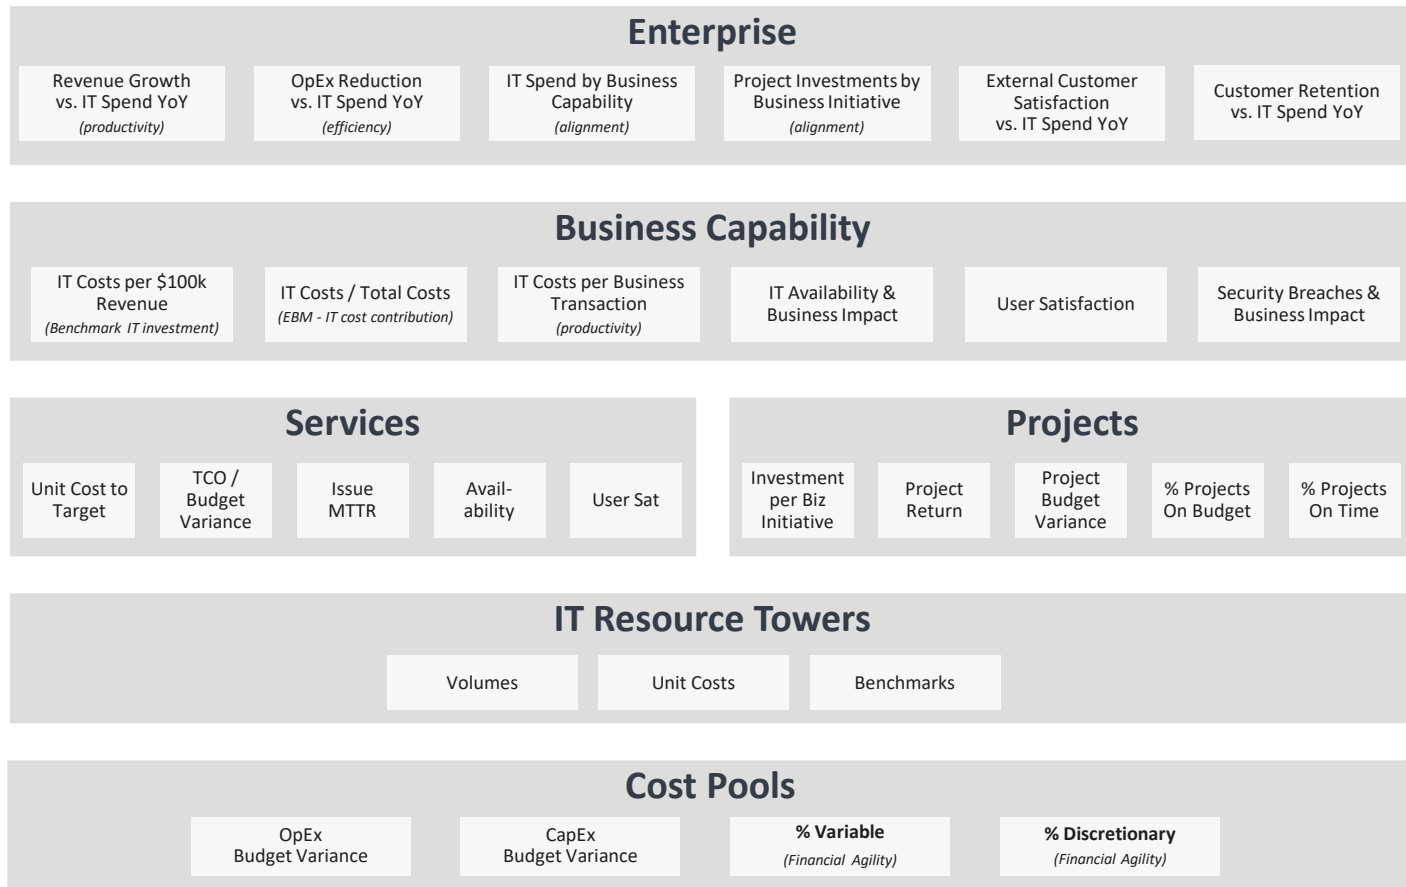 Enterprise
Revenue Growth
vs. IT Spend YoY
(productivity)
OpEx Reduction
vs. IT Spend YoY
(efficiency)
IT Spend by Business
Capability
(alignment)
Project Investments by
Business Initiative
(alignment)
External Customer
Satisfaction
vs. IT Spend YoY
Customer Retention
vs. IT Spend YoY
Business Capability
IT Costs per $100k
Revenue
(Benchmark IT investment)
IT Costs / Total Costs
(EBM - IT cost contribution)
IT Costs per Business
Transaction
(productivity)
IT Availability &
Business Impact
User Satisfaction
Security Breaches &
Business Impact
Services
Unit Cost to
Target
TCO /
Budget
Variance
Issue
MTTR
Avail-
ability
User Sat
Projects
Investment
per Biz
Initiative
Project
Return
Project
Budget
Variance
% Projects
On Budget
% Projects
On Time
IT Resource Towers
Volumes
Unit Costs
Benchmarks
Cost Pools
OpEx
Budget Variance
CapEx
Budget Variance
% Variable
(Financial Agility)
% Discretionary
(Financial Agility)